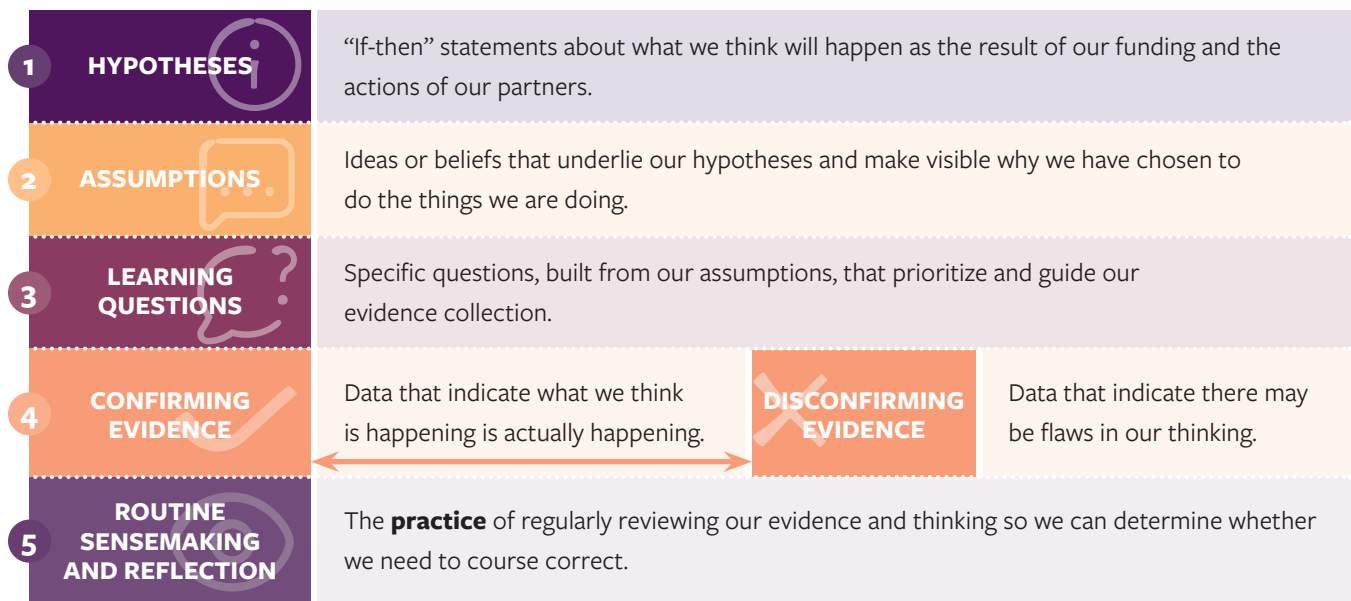 1
HYPOTHESES
“If-then” statements about what we think will happen as the result of our funding and the
actions of our partners.
2
ASSUMPTIONS
Ideas or beliefs that underlie our hypotheses and make visible why we have chosen to
do the things we are doing.
3
LEARNING
QUESTIONS
Specific questions, built from our assumptions, that prioritize and guide our
evidence collection.
4
CONFIRMING
EVIDENCE
Data that indicate what we think
is happening is actually happening.
DISCONFIRMING
EVIDENCE
Data that indicate there may
be flaws in our thinking.
5
ROUTINE
SENSEMAKING
AND REFLECTION
The practice of regularly reviewing our evidence and thinking so we can determine whether
we need to course correct.